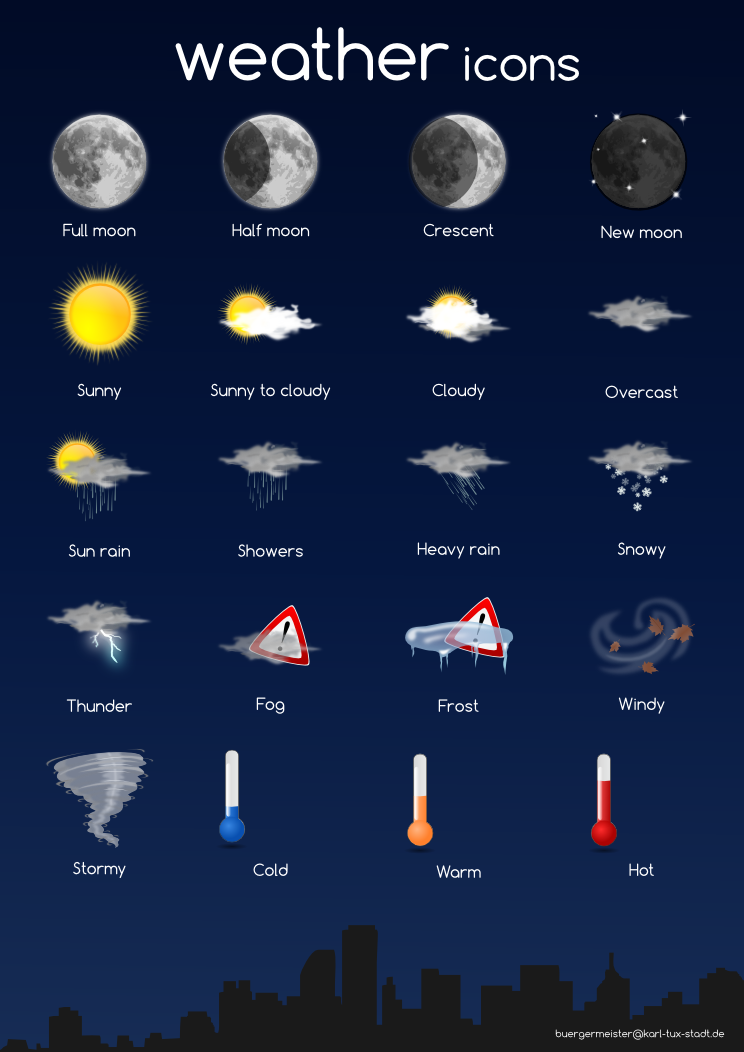 weather icons
Full moon
Half moon
Crescent
New moon
Sunny
Sunny to cloudy
Cloudy
Overcast
Sun rain
Showers
Heavy rain
Snowy
Thunder
Fog
Frost
Windy
Stormy
Cold
Warm
Hot
buergermeister@karl-tux-stadt.de